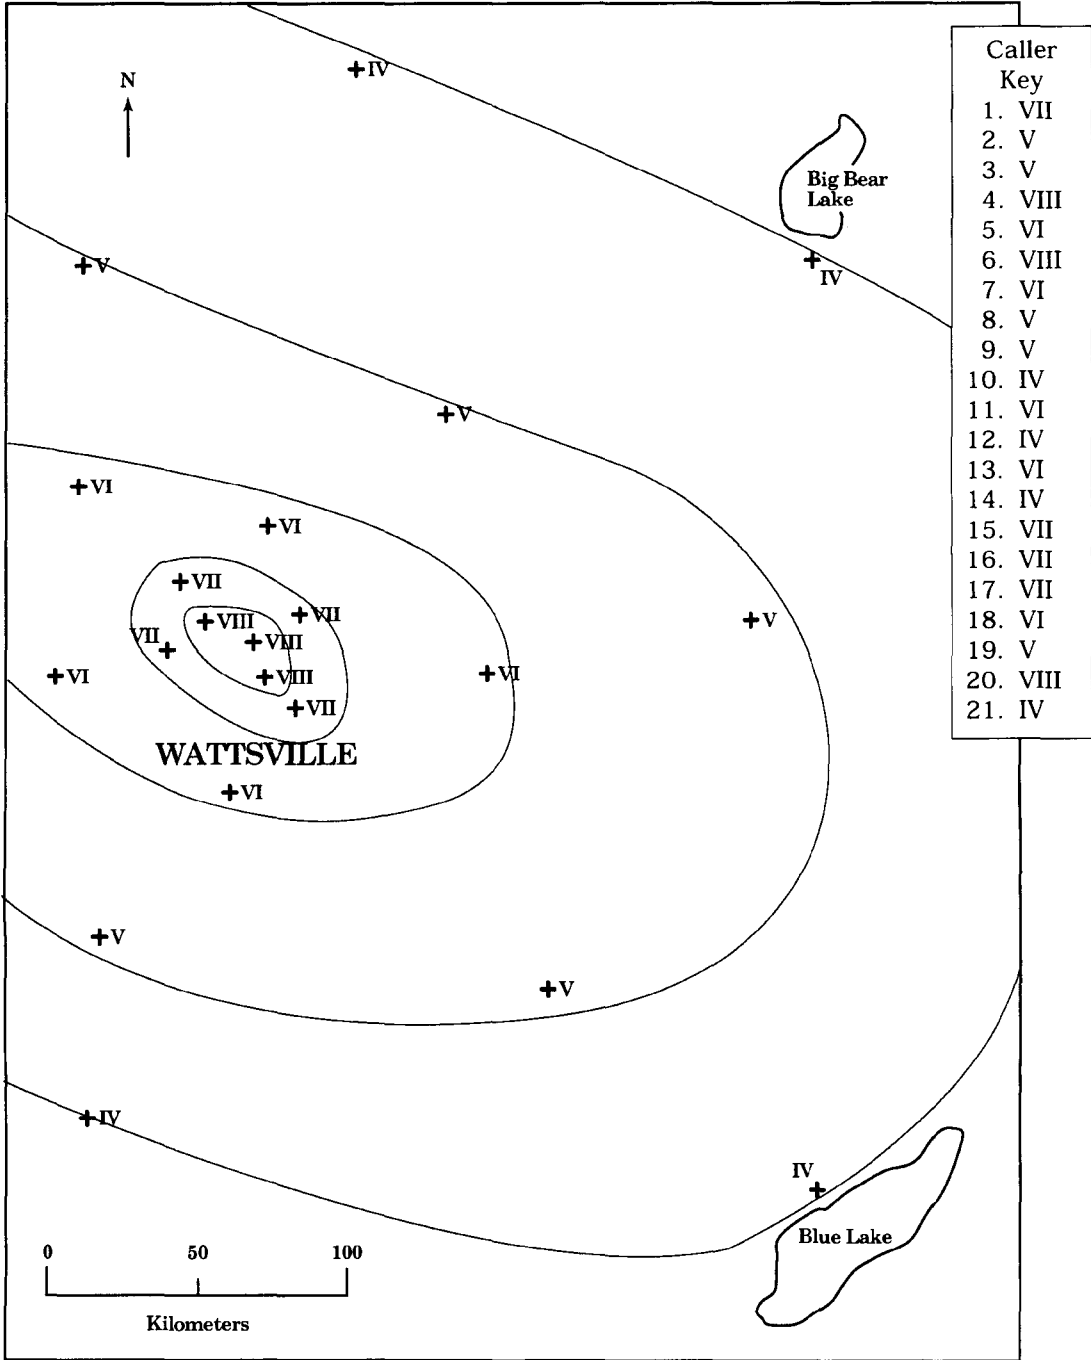 N
IV
Big Bear
Lake
V
IV
V
VI
VI
VII
VIII
VII
VII
VIII
V
VI
VIII
VI
VII
WATTSVILLE
VI
V
V
IV
IV
Blue Lake
0 50 100
Kilometers
Caller
Key
1. VII
2. V
3. V
4. VIII
5. VI
6. VIII
7. VI
8. V
9. V
10. IV
11. VI
12. IV
13. VI
14. IV
15. VII
16. VII
17. VII
18. VI
19. V
20. VIII
21. IV